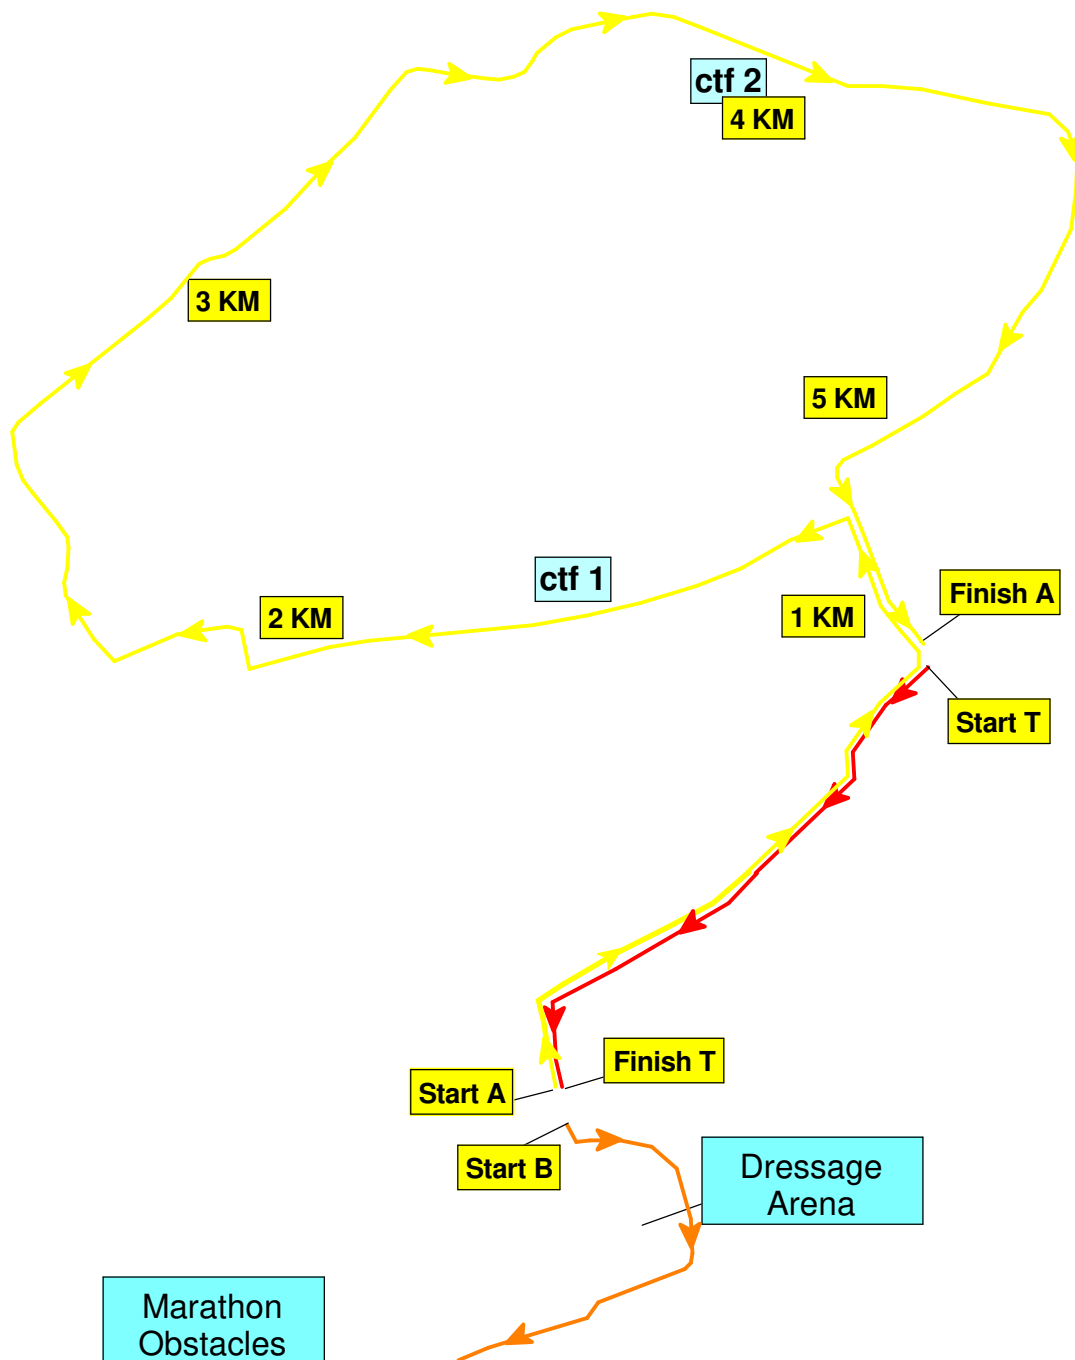 ctf 2
4 KM
3 KM
5 KM
ctf 1
Finish A
2 KM
1 KM
Start T
Finish T
Start A
Start B
Dressage
Arena
Marathon
Obstacles